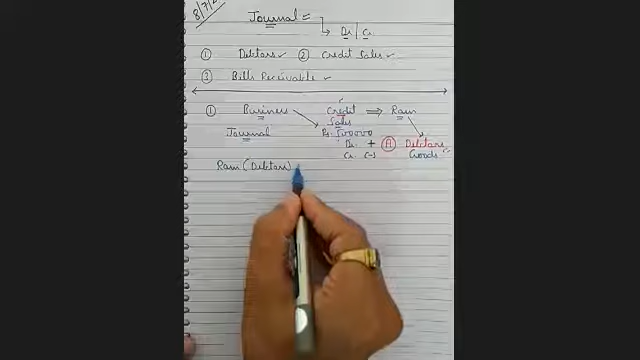 8/7/2
Journal =
Dr | Cr
① Debtors ✓ ② Credit Sales ✓
③ Bills Receivable ✓
① Business Credit Sales ⇒ Ram
Journal Rs. 500000
Dr. + Ⓐ Debtors
Cr. (-) Goods
Ram (Debtors)